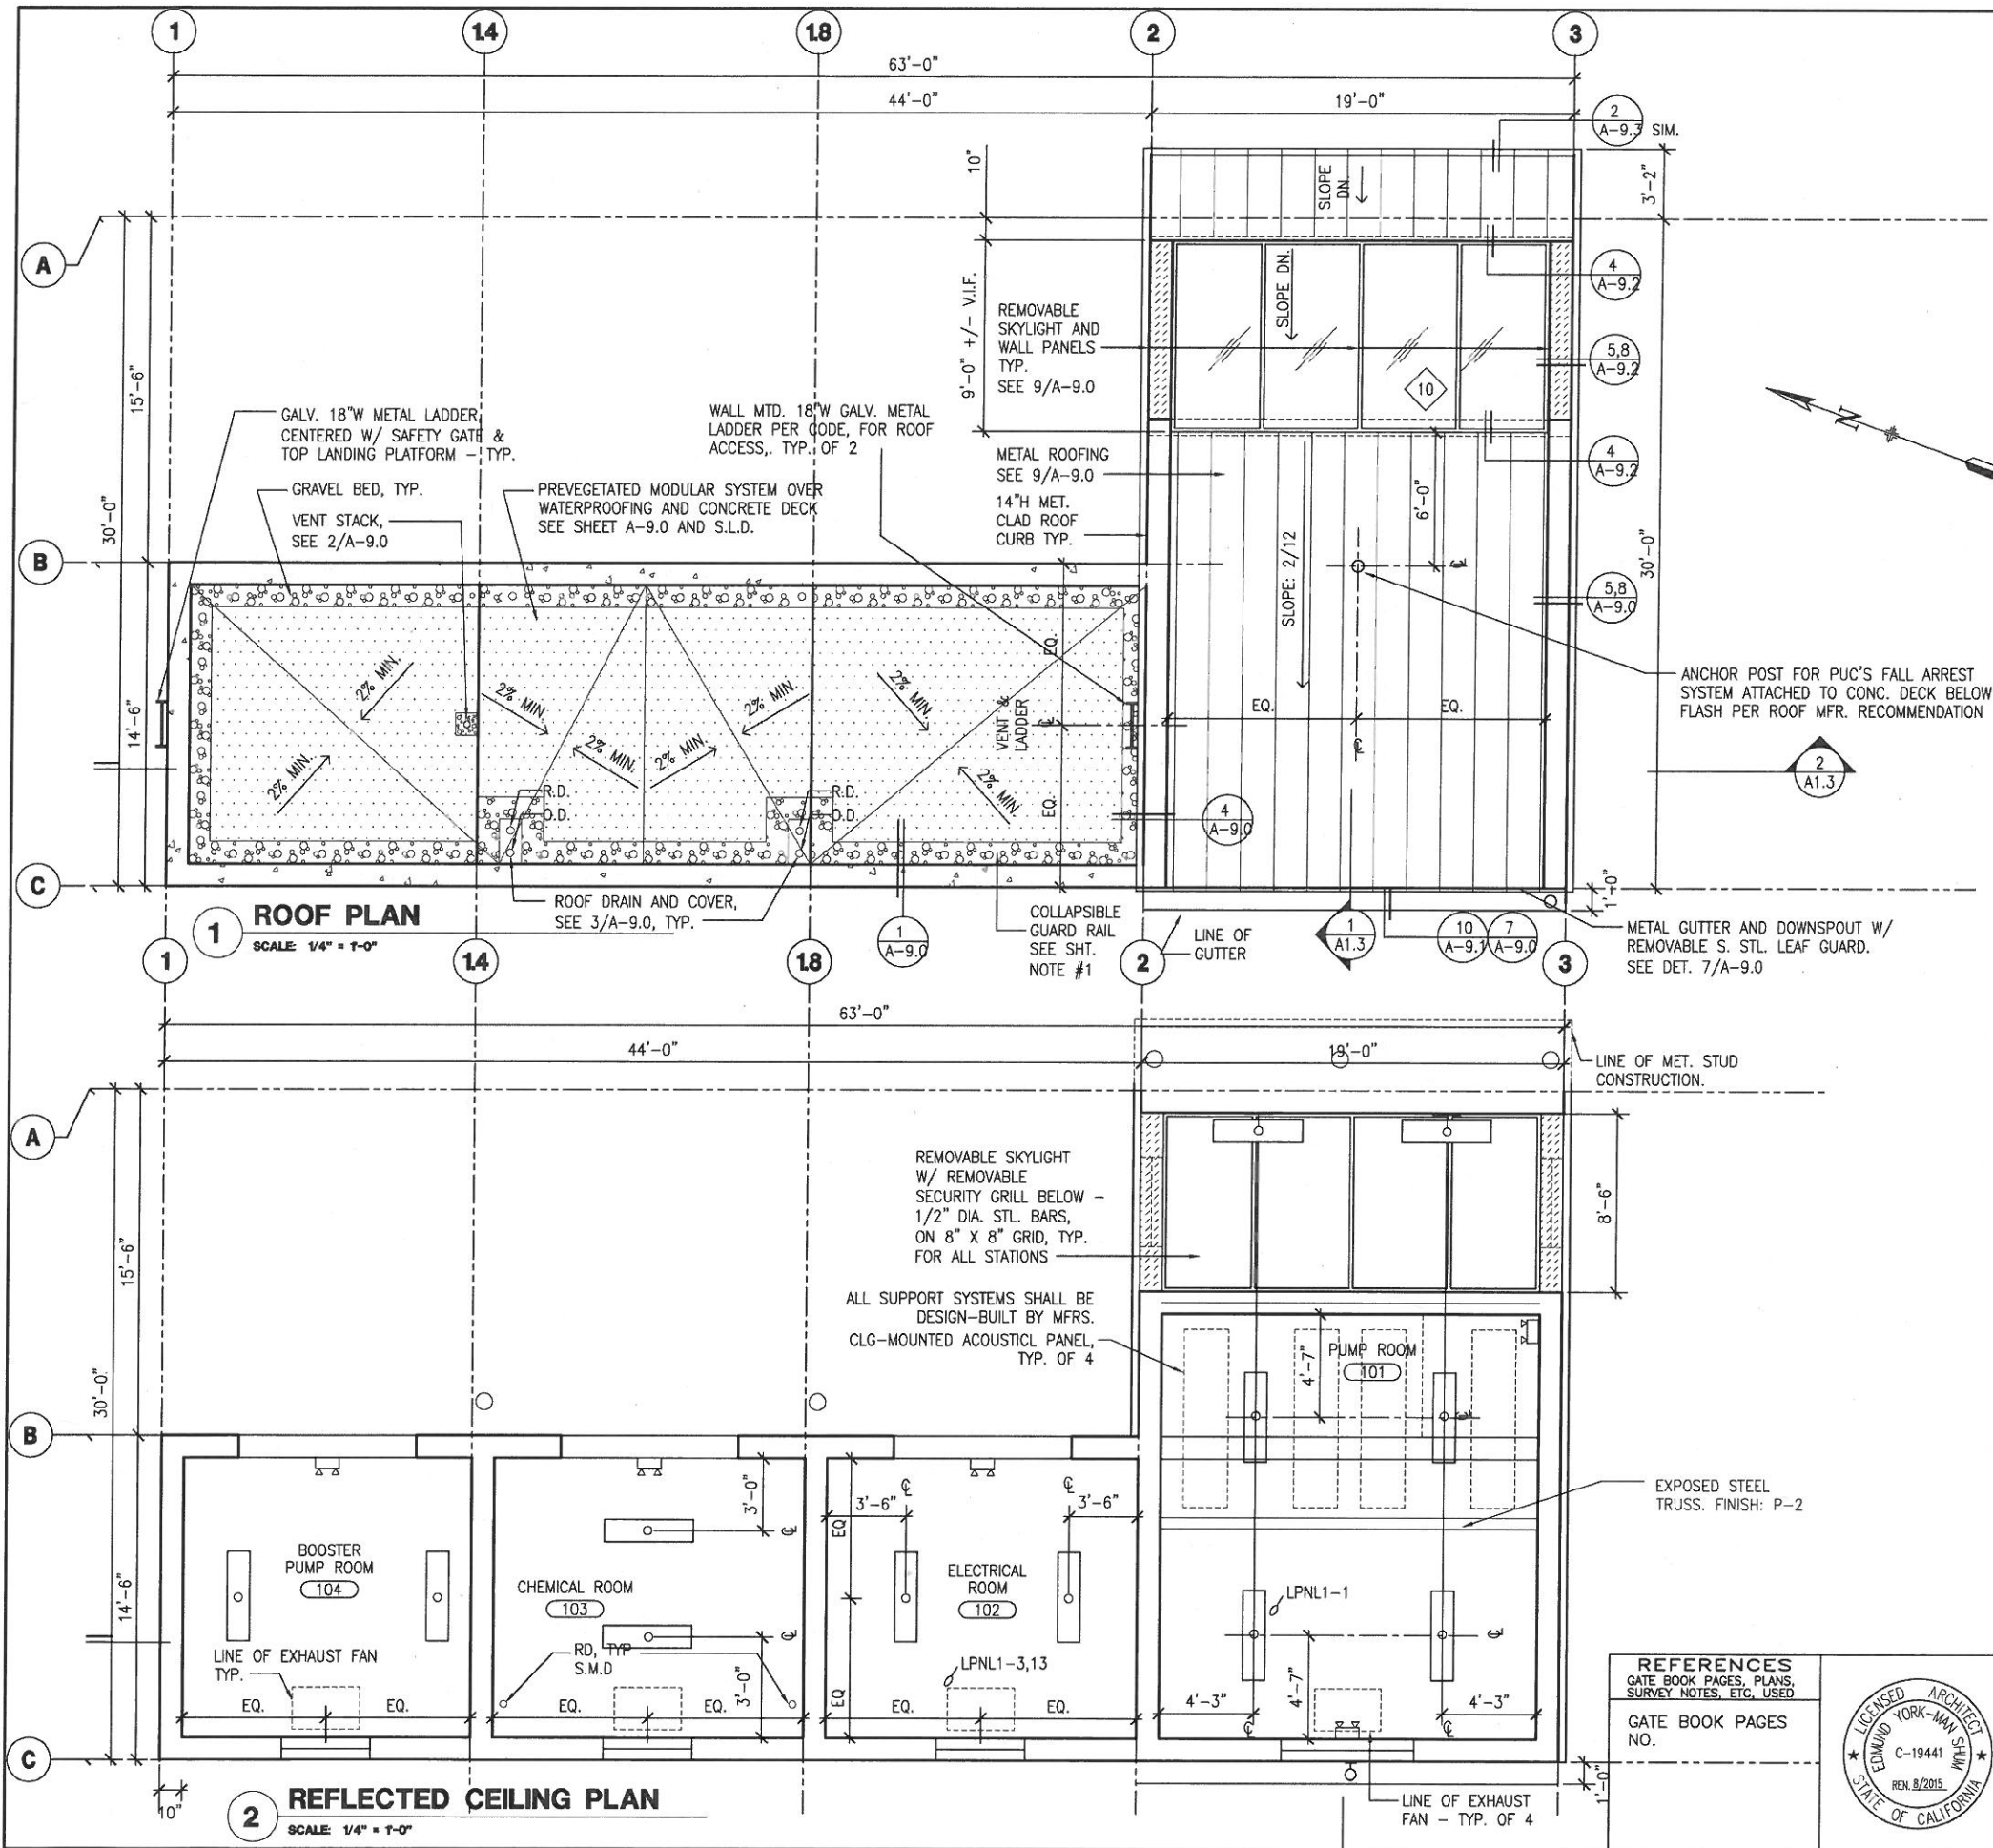 1
1.4
1.8
2
3
63'-0"
44'-0"
19'-0"
2
A-9.3 SIM.
10"
3'-2"
SLOPE
DN.
A
4
A-9.2
SLOPE DN.
9'-0" +/- V.I.F.
REMOVABLE
SKYLIGHT AND
WALL PANELS
TYP.
SEE 9/A-9.0
5,8
A-9.2
10
15'-6"
N
GALV. 18"W METAL LADDER,
CENTERED W/ SAFETY GATE &
TOP LANDING PLATFORM - TYP.
WALL MTD. 18"W GALV. METAL
LADDER PER CODE, FOR ROOF
ACCESS,. TYP. OF 2
METAL ROOFING
SEE 9/A-9.0
4
A-9.2
GRAVEL BED, TYP.
PREVEGETATED MODULAR SYSTEM OVER
WATERPROOFING AND CONCRETE DECK
SEE SHEET A-9.0 AND S.L.D.
VENT STACK,
SEE 2/A-9.0
14"H MET.
CLAD ROOF
CURB TYP.
6'-0"
30'-0"
30'-0"
B
SLOPE: 2/12
5,8
A-9.0
EQ.
ANCHOR POST FOR PUC'S FALL ARREST
SYSTEM ATTACHED TO CONC. DECK BELOW
FLASH PER ROOF MFR. RECOMMENDATION
2% MIN.
2% MIN.
2% MIN.
2% MIN.
VENT &
LADDER
EQ.
EQ.
14'-6"
2% MIN.
2% MIN.
2% MIN.
2% MIN.
2
A1.3
R.D.
O.D.
R.D.
O.D.
EQ.
4
A-9.0
C
1'-0"
1
ROOF PLAN
SCALE: 1/4" = 1'-0"
ROOF DRAIN AND COVER,
SEE 3/A-9.0, TYP.
1
A-9.0
COLLAPSIBLE
GUARD RAIL
SEE SHT.
NOTE #1
LINE OF
GUTTER
1
A1.3
10
A-9.1
7
A-9.0
METAL GUTTER AND DOWNSPOUT W/
REMOVABLE S. STL. LEAF GUARD.
SEE DET. 7/A-9.0
1
1.4
1.8
2
3
63'-0"
44'-0"
19'-0"
LINE OF MET. STUD
CONSTRUCTION.
A
REMOVABLE SKYLIGHT
W/ REMOVABLE
SECURITY GRILL BELOW -
1/2" DIA. STL. BARS,
ON 8" X 8" GRID, TYP.
FOR ALL STATIONS
8'-6"
15'-6"
ALL SUPPORT SYSTEMS SHALL BE
DESIGN-BUILT BY MFRS.
CLG-MOUNTED ACOUSTICL PANEL,
TYP. OF 4
PUMP ROOM
101
4'-7"
30'-0"
B
3'-0"
3'-6"
3'-6"
EQ
EXPOSED STEEL
TRUSS. FINISH: P-2
BOOSTER
PUMP ROOM
104
CHEMICAL ROOM
103
ELECTRICAL
ROOM
102
LPNL1-1
14'-6"
LINE OF EXHAUST FAN
TYP.
RD, TYP
S.M.D
3'-0"
LPNL1-3,13
EQ
4'-7"
EQ.
EQ.
EQ.
EQ.
EQ.
EQ.
4'-3"
4'-3"
C
10"
1'-0"
2
REFLECTED CEILING PLAN
SCALE: 1/4" = 1'-0"
LINE OF EXHAUST
FAN - TYP. OF 4
REFERENCES
GATE BOOK PAGES, PLANS,
SURVEY NOTES, ETC, USED
GATE BOOK PAGES
NO.
LICENSED ARCHITECT
EDMUND YORK-MAN SHUM
C-19441
REN. 8/2015
STATE OF CALIFORNIA